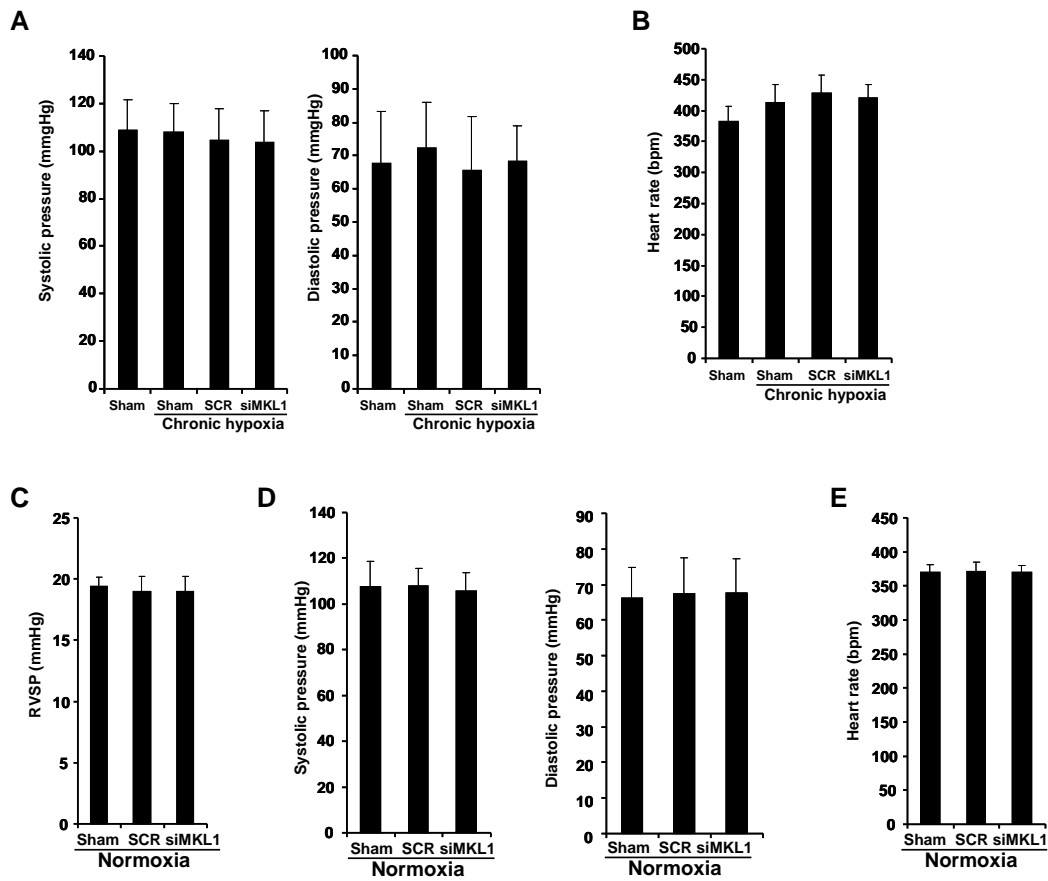 A
Systolic pressure (mmgHg)
140
120
100
80
60
40
20
0
Sham Sham SCR siMKL1
Chronic hypoxia
Diastolic pressure (mmgHg)
100
90
80
70
60
50
40
30
20
10
0
Sham Sham SCR siMKL1
Chronic hypoxia
B
Heart rate (bpm)
500
450
400
350
300
250
200
150
100
50
0
Sham Sham SCR siMKL1
Chronic hypoxia
C
RVSP (mmHg)
25
20
15
10
5
0
Sham SCR siMKL1
Normoxia
D
Systolic pressure (mmHg)
140
120
100
80
60
40
20
0
Sham SCR siMKL1
Normoxia
Diastolic pressure (mmHg)
90
80
70
60
50
40
30
20
10
0
Sham SCR siMKL1
Normoxia
E
Heart rate (bpm)
450
400
350
300
250
200
150
100
50
0
Sham SCR siMKL1
Normoxia